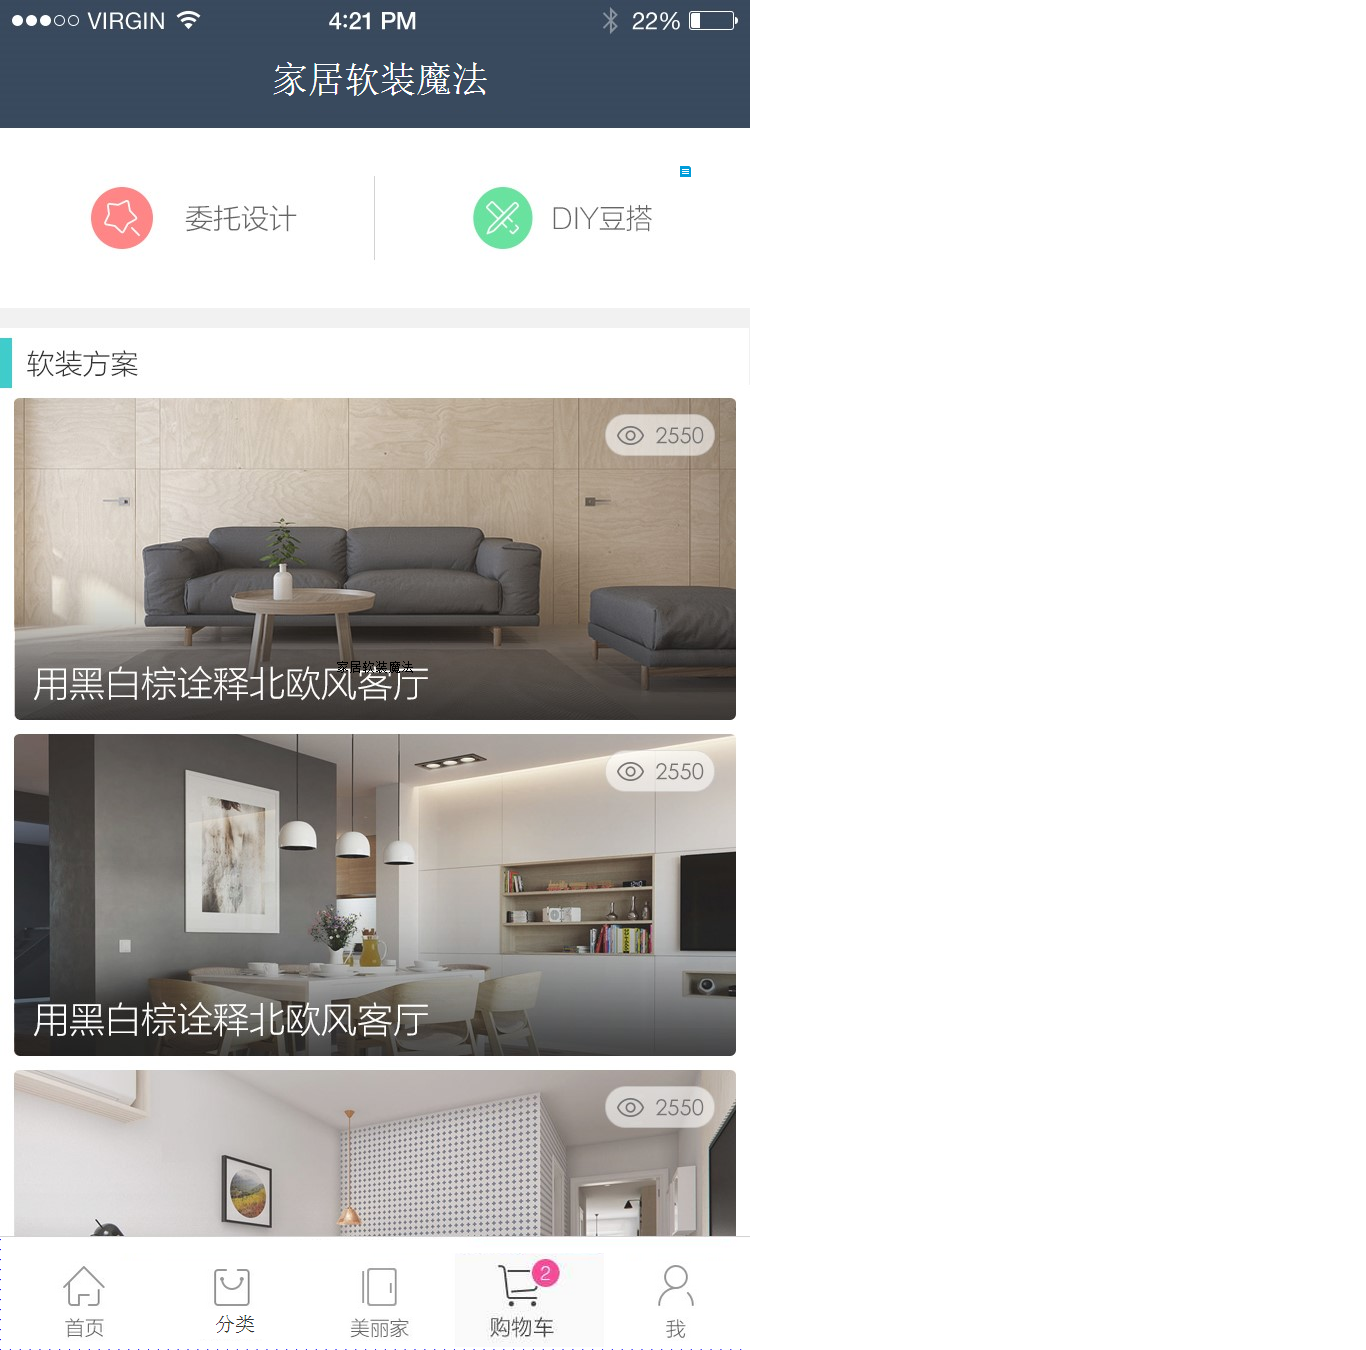 VIRGIN 4:21 PM 22%
家居软装魔法
委托设计 DIY豆搭
软装方案
2550
家居软装魔法
用黑白棕诠释北欧风客厅
2550
用黑白棕诠释北欧风客厅
2550
2
首页 分类 美丽家 购物车 我